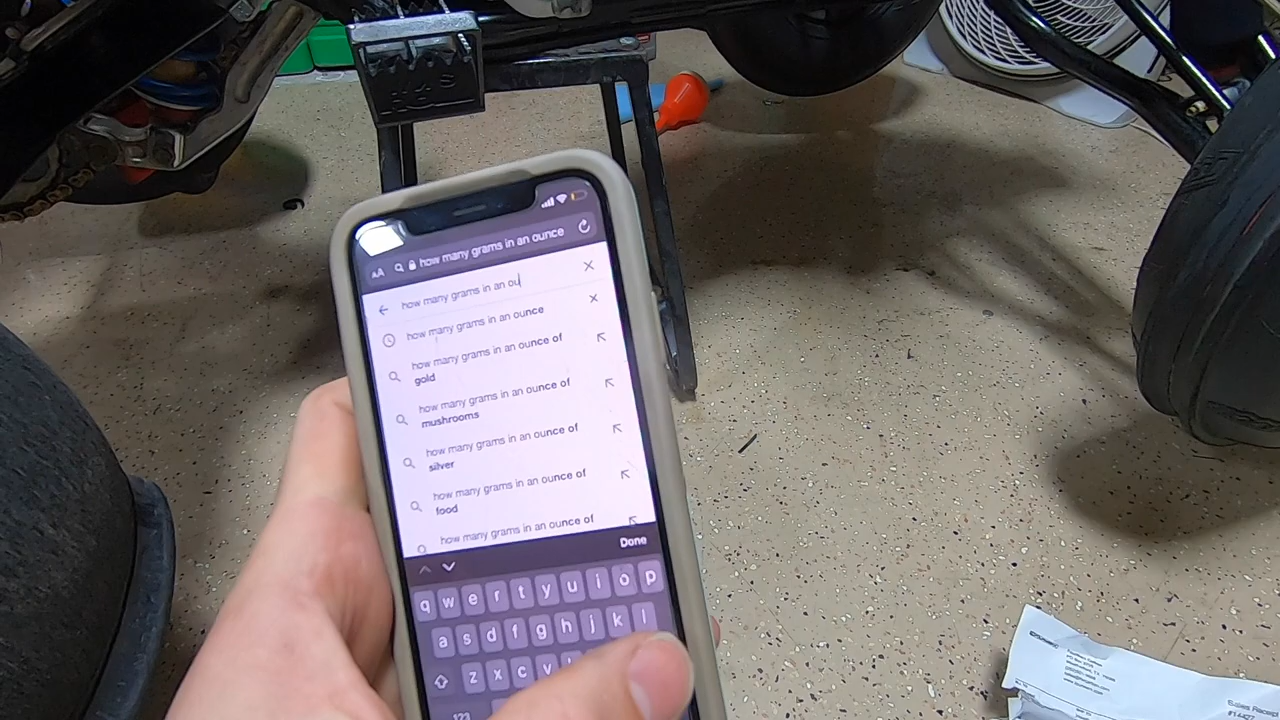 AA how many grams in an ounce
how many grams in an ou
how many grams in an ounce
how many grams in an ounce of
gold
how many grams in an ounce of
mushrooms
how many grams in an ounce of
silver
how many grams in an ounce of
food
how many grams in an ounce of
Done
q w e r t y u i o p
a s d f g h j k l
z x c v
123
Sales Receipt